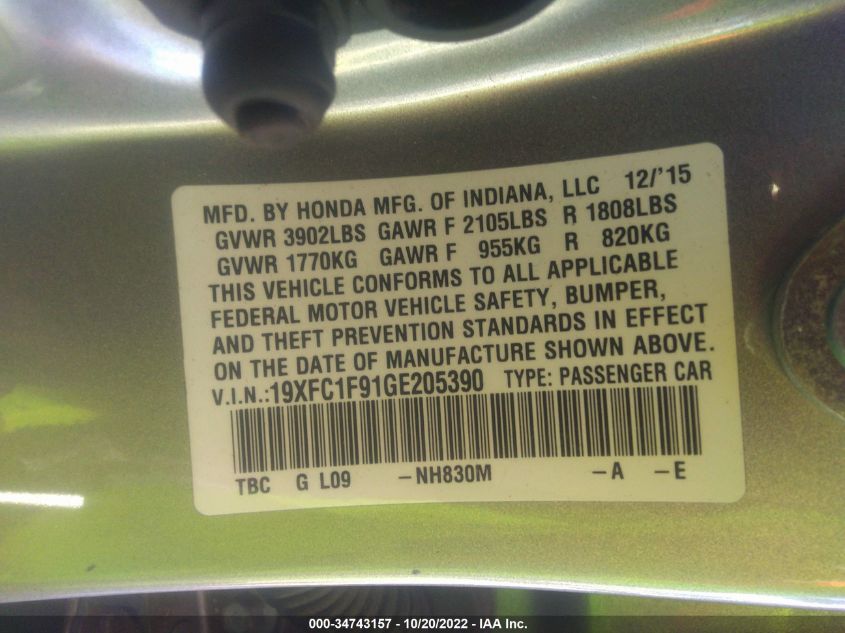 MFD. BY HONDA MFG. OF INDIANA, LLC 12/'15
GVWR 3902LBS GAWR F 2105LBS R 1808LBS
GVWR 1770KG GAWR F 955KG R 820KG
THIS VEHICLE CONFORMS TO ALL APPLICABLE
FEDERAL MOTOR VEHICLE SAFETY, BUMPER,
AND THEFT PREVENTION STANDARDS IN EFFECT
ON THE DATE OF MANUFACTURE SHOWN ABOVE.
V.I.N.:19XFC1F91GE205390 TYPE: PASSENGER CAR
TBC G L09 -NH830M -A -E
000-34743157 - 10/20/2022 - IAA Inc.